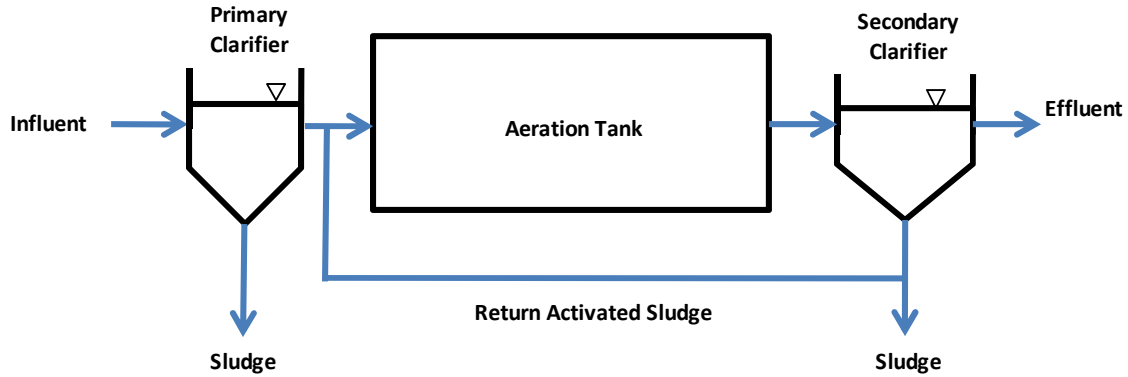 Primary
Clarifier
Secondary
Clarifier
Influent
Aeration Tank
Effluent
Return Activated Sludge
Sludge
Sludge